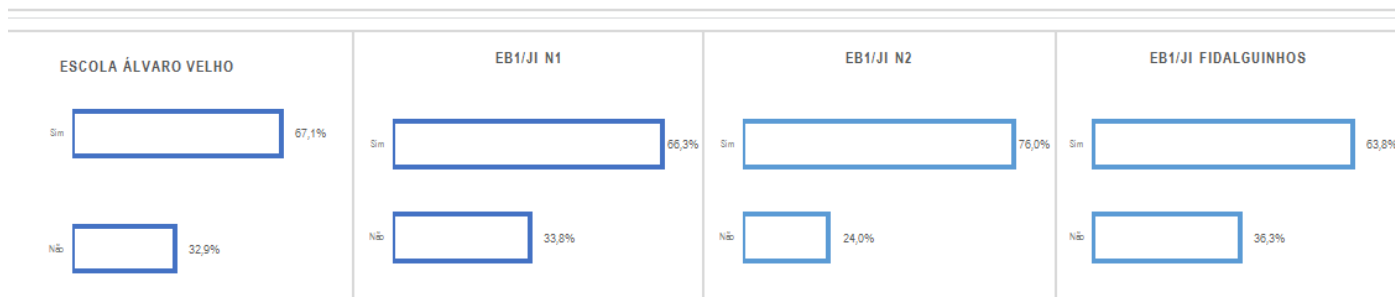 ESCOLA ÁLVARO VELHO
Sim
67,1%
Não
32,9%
EB1/JI N1
Sim
66,3%
Não
33,8%
EB1/JI N2
Sim
76,0%
Não
24,0%
EB1/JI FIDALGUINHOS
Sim
63,8%
Não
36,3%